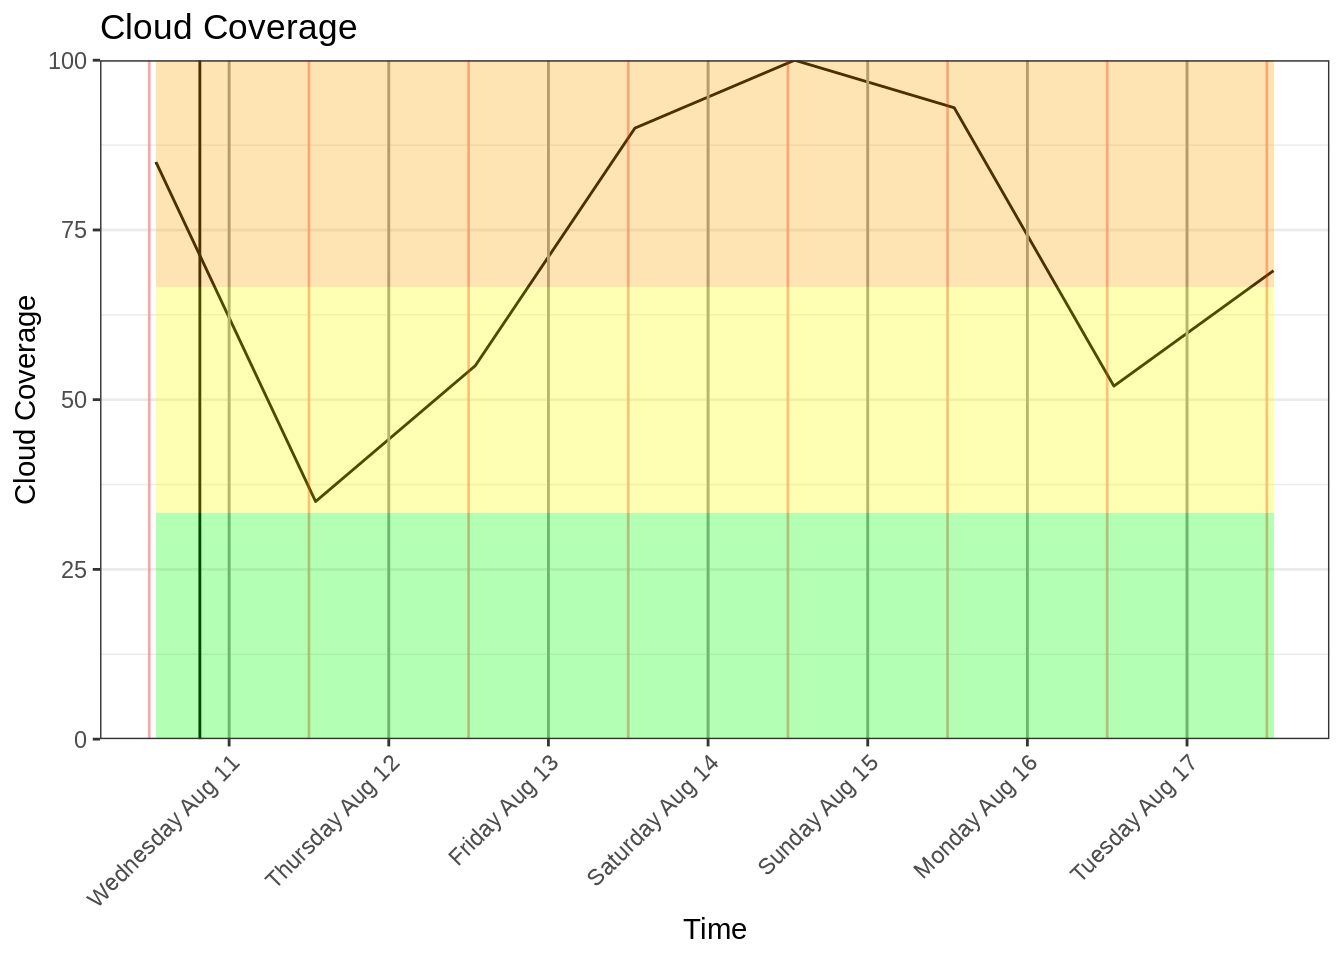 Cloud Coverage
100
75
50
25
0
Cloud Coverage
Wednesday Aug 11
Thursday Aug 12
Friday Aug 13
Saturday Aug 14
Sunday Aug 15
Monday Aug 16
Tuesday Aug 17
Time